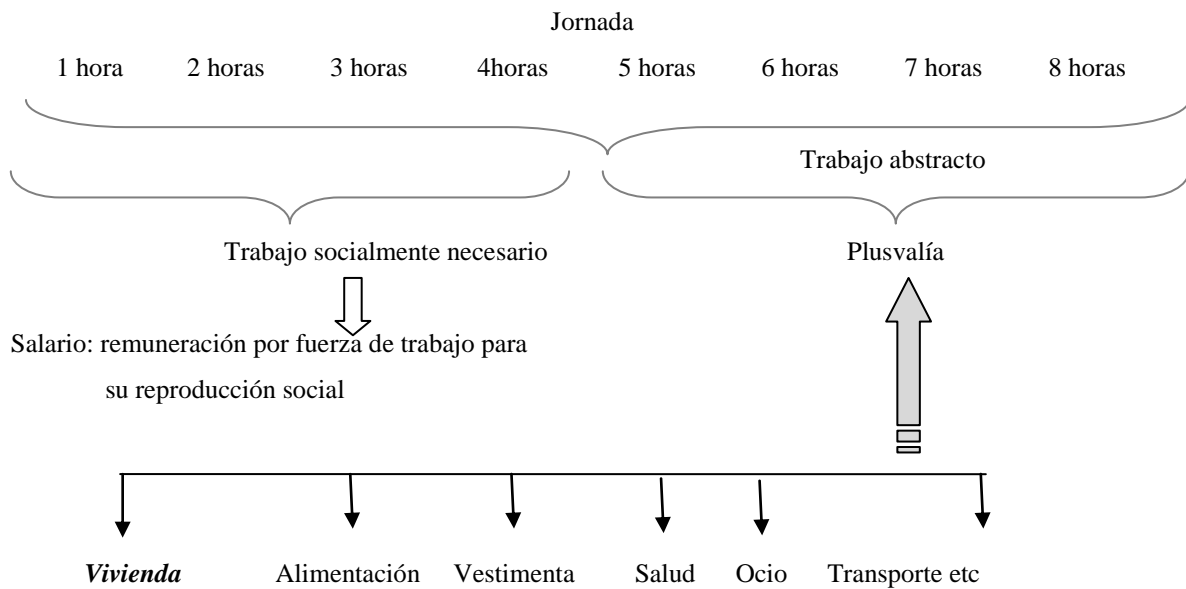 Jornada
1 hora 2 horas 3 horas 4horas 5 horas 6 horas 7 horas 8 horas
Trabajo abstracto
Trabajo socialmente necesario Plusvalía
Salario: remuneración por fuerza de trabajo para
su reproducción social
Vivienda Alimentación Vestimenta Salud Ocio Transporte etc